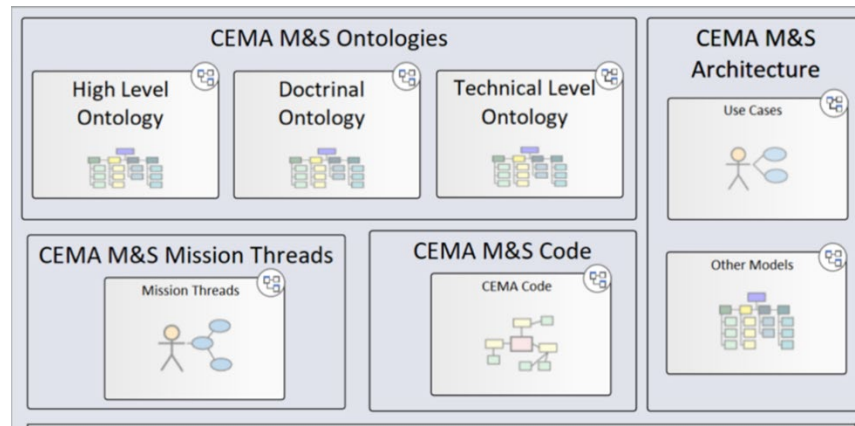 CEMA M&S Ontologies
High Level
Ontology
Doctrinal
Ontology
Technical Level
Ontology
CEMA M&S
Architecture
Use Cases
Other Models
CEMA M&S Mission Threads
Mission Threads
CEMA M&S Code
CEMA Code